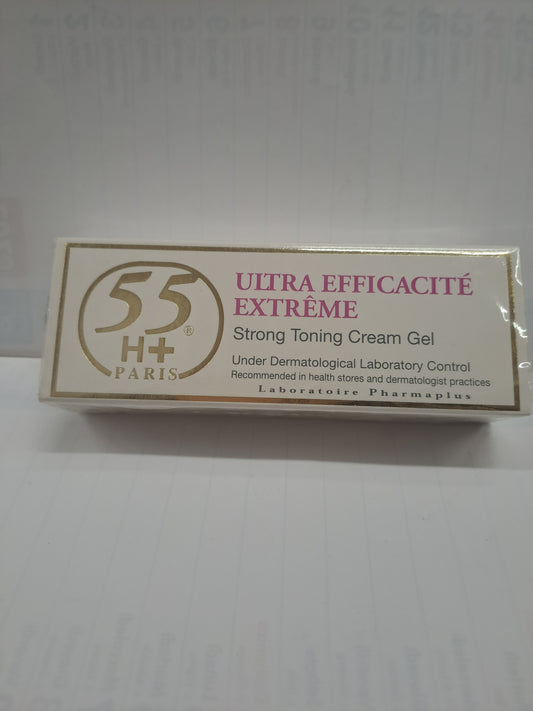 55®
H+
PARIS
ULTRA EFFICACITÉ
EXTRÊME
Strong Toning Cream Gel
Under Dermatological Laboratory Control
Recommended in health stores and dermatologist practices
Laboratoire Pharmaplus